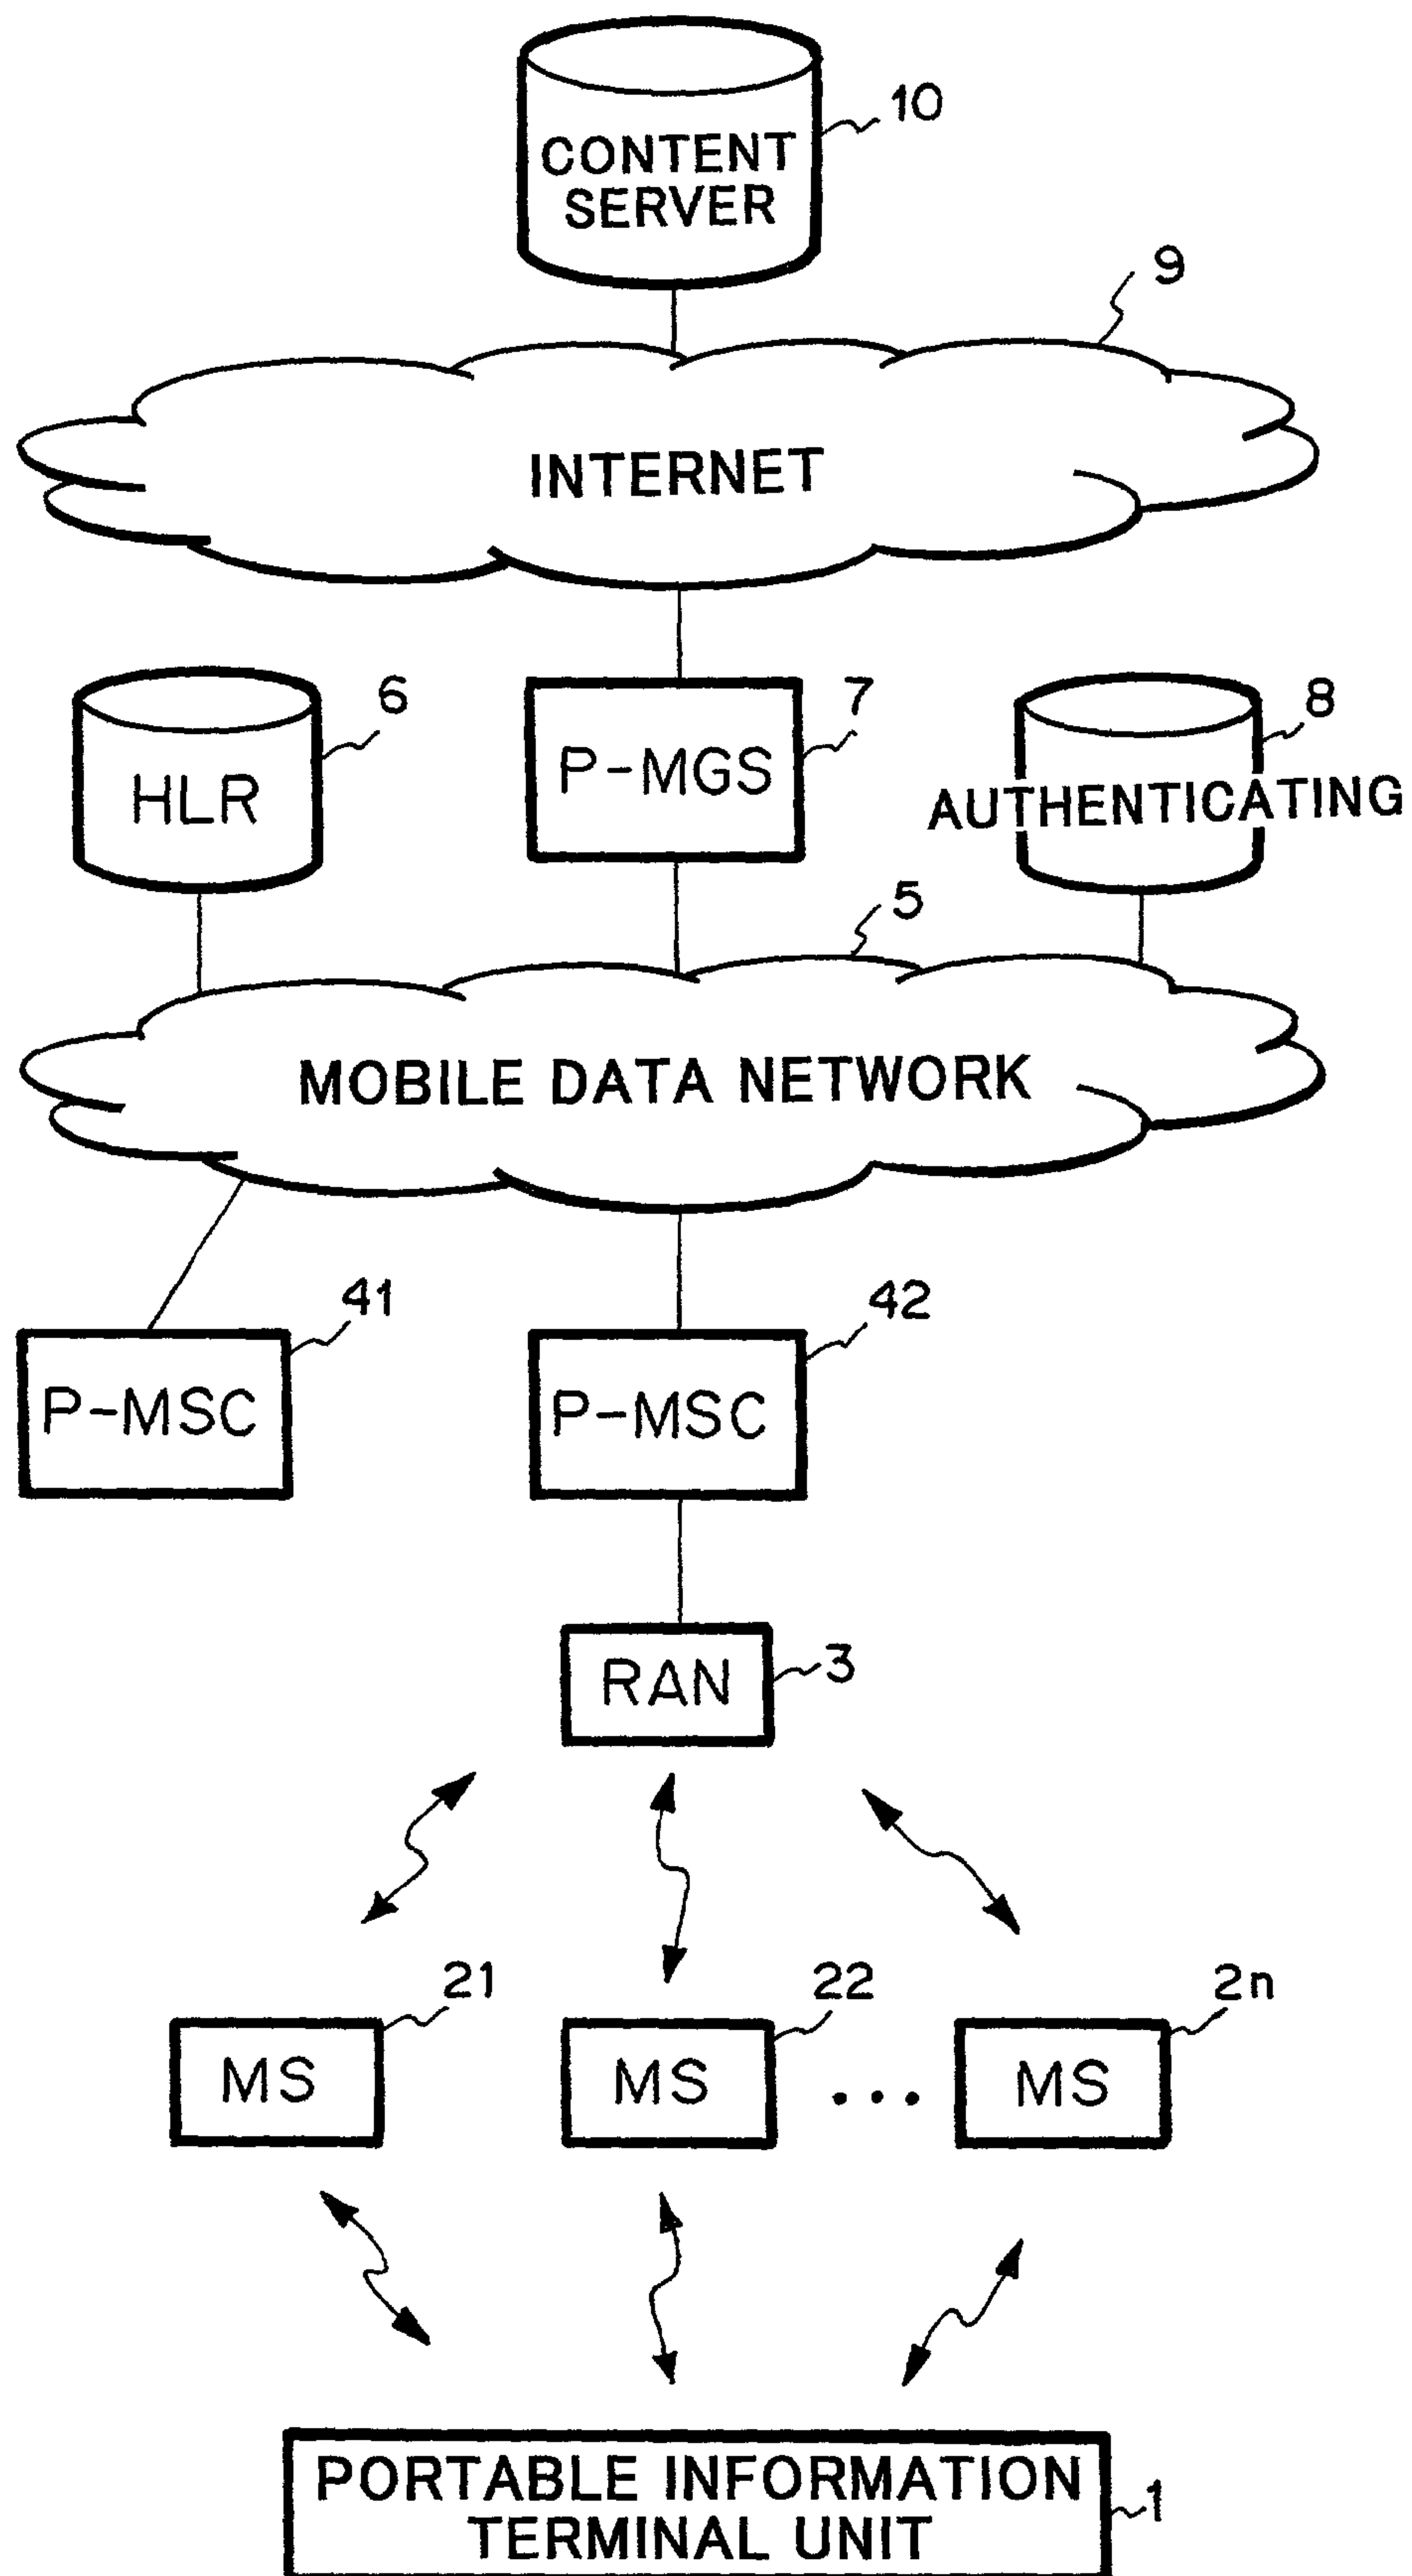 10
CONTENT
SERVER
9
INTERNET
6
7
8
HLR
P-MGS
AUTHENTICATING
5
MOBILE DATA NETWORK
41
42
P-MSC
P-MSC
RAN
3
21
22
2n
MS
MS
...
MS
PORTABLE INFORMATION
TERMINAL UNIT
1